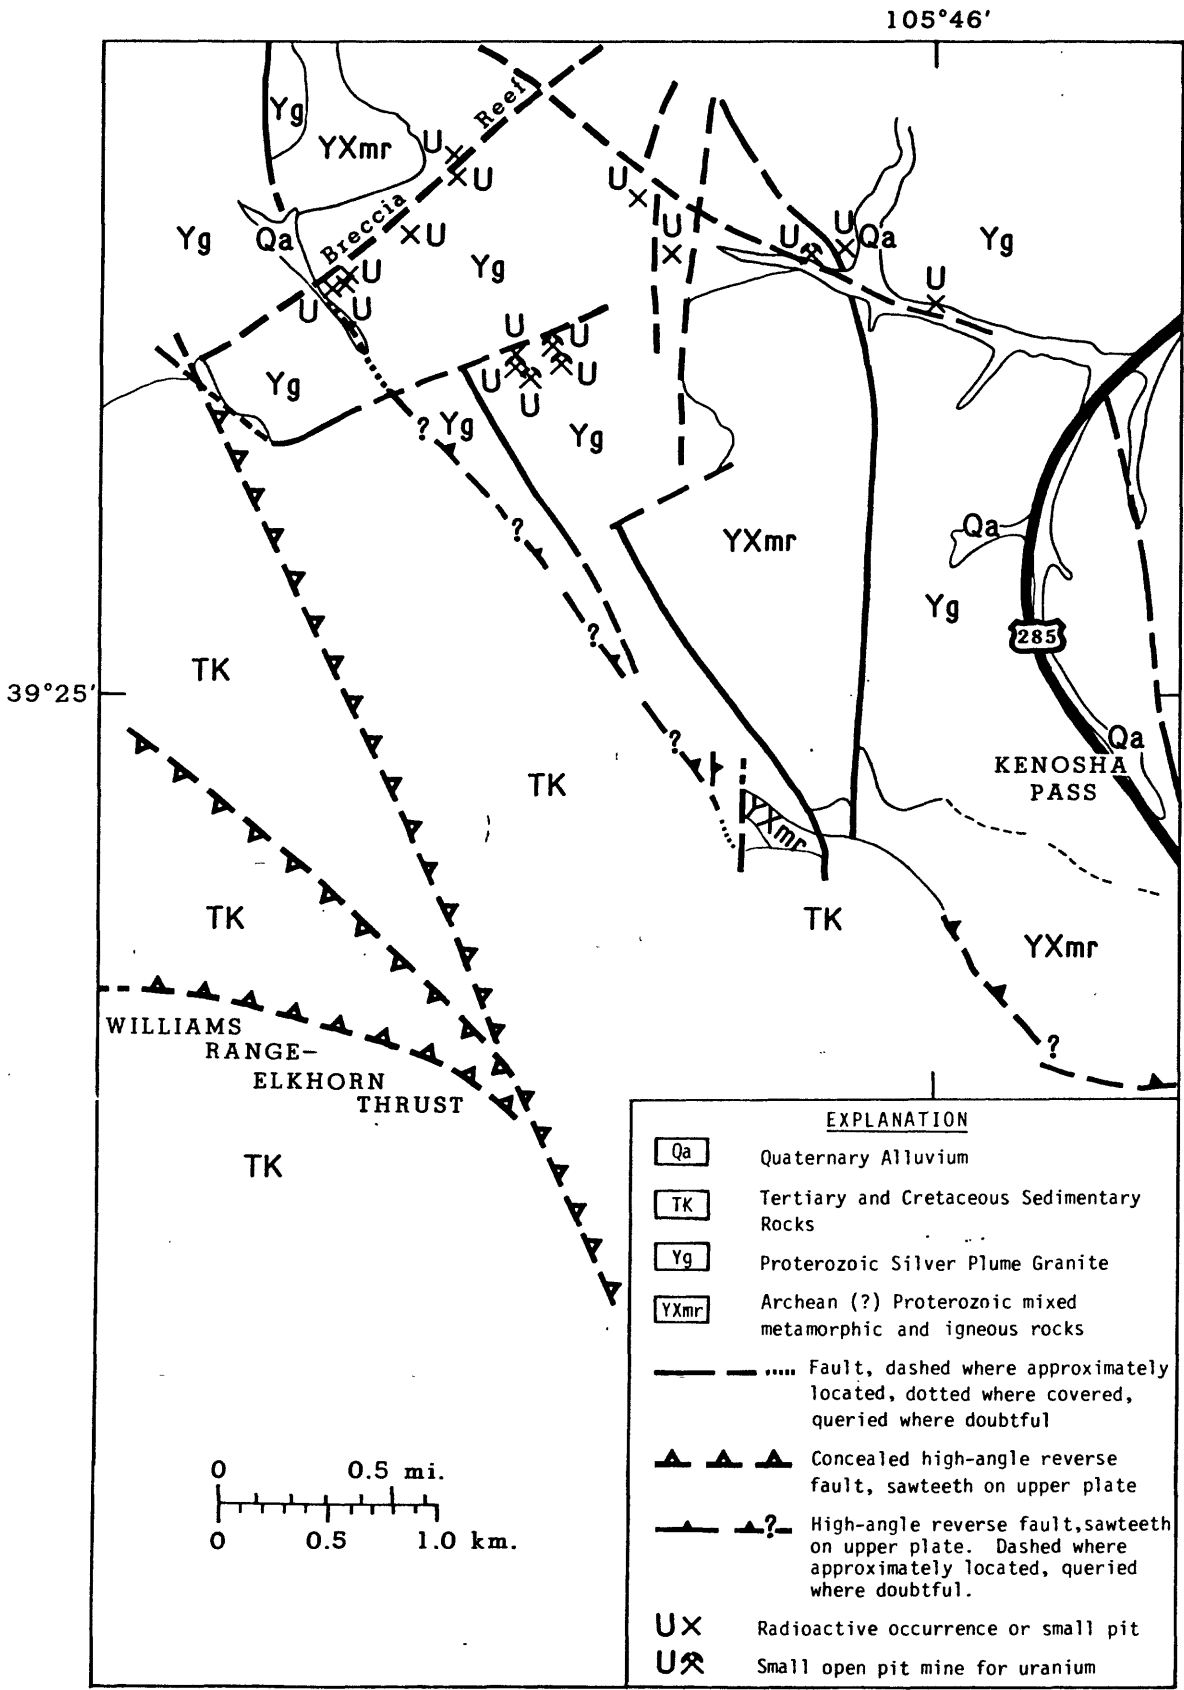 105°46'
Yg
YXmr
Reef
U
U
U
U
Breccia
Yg
Qa
U
Yg
U
U
Qa
Yg
U
U
U
U
U
U
Yg
U
U
U
Yg
?
Yg
Yg
?
YXmr
Qa
Yg
?
285
TK
39°25'
?
Qa
KENOSHA
PASS
TK
YXmr
TK
TK
YXmr
WILLIAMS
RANGE-
ELKHORN
THRUST
?
TK
EXPLANATION
Qa Quaternary Alluvium
TK Tertiary and Cretaceous Sedimentary
Rocks
Yg Proterozoic Silver Plume Granite
YXmr Archean (?) Proterozoic mixed
metamorphic and igneous rocks
Fault, dashed where approximately
located, dotted where covered,
queried where doubtful
Concealed high-angle reverse
fault, sawteeth on upper plate
? High-angle reverse fault, sawteeth
on upper plate. Dashed where
approximately located, queried
where doubtful.
U Radioactive occurrence or small pit
U Small open pit mine for uranium
0 0.5 mi.
0 0.5 1.0 km.